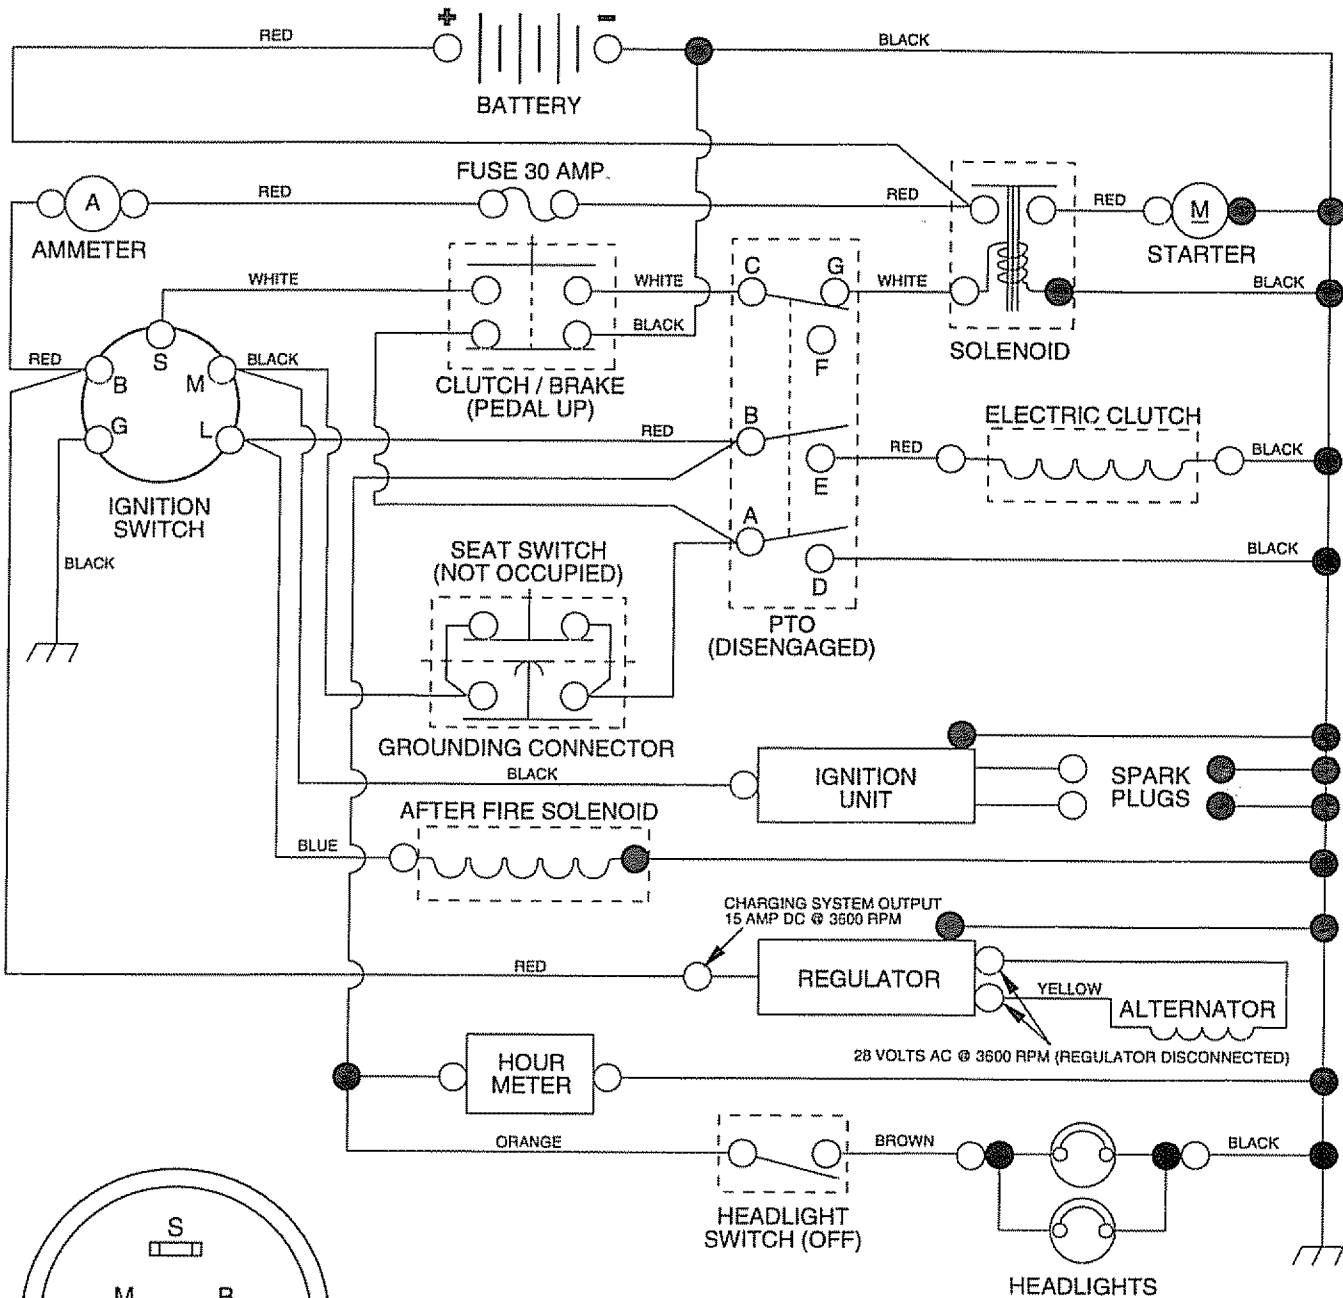 + -
RED
BLACK
BATTERY
FUSE 30 AMP.
RED
RED
RED
A
M
AMMETER
STARTER
WHITE
WHITE
C
G
WHITE
BLACK
BLACK
S
F
SOLENOID
RED
B
M
BLACK
CLUTCH / BRAKE
(PEDAL UP)
G
L
RED
B
E
RED
ELECTRIC CLUTCH
BLACK
IGNITION
SWITCH
BLACK
A
D
BLACK
SEAT SWITCH
(NOT OCCUPIED)
PTO
(DISENGAGED)
GROUNDING CONNECTOR
BLACK
IGNITION
UNIT
SPARK
PLUGS
AFTER FIRE SOLENOID
BLUE
CHARGING SYSTEM OUTPUT
15 AMP DC @ 3600 RPM
RED
REGULATOR
YELLOW
ALTERNATOR
28 VOLTS AC @ 3600 RPM (REGULATOR DISCONNECTED)
HOUR
METER
ORANGE
BROWN
BLACK
HEADLIGHT
SWITCH (OFF)
HEADLIGHTS
S
M B